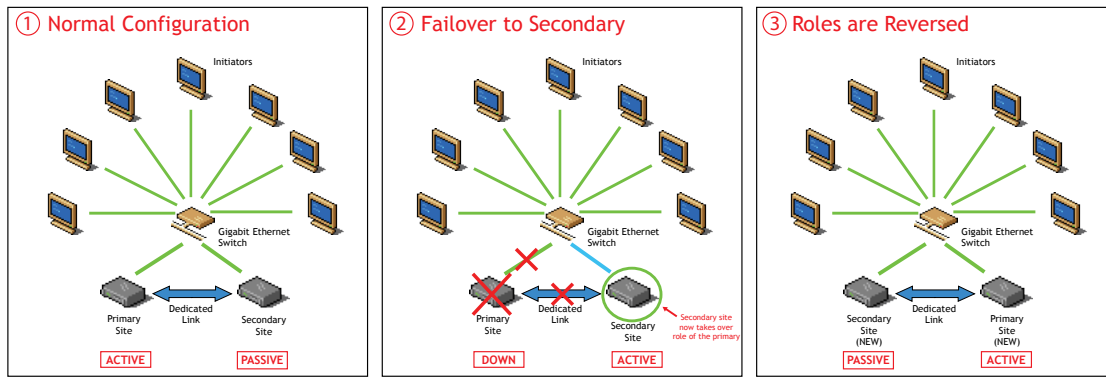 1 Normal Configuration
Initiators
Gigabit Ethernet
Switch
Primary
Site
Dedicated
Link
Secondary
Site
ACTIVE
PASSIVE
2 Failover to Secondary
Initiators
Gigabit Ethernet
Switch
Primary
Site
Dedicated
Link
Secondary
Site
Secondary site
now takes over
role of the primary
DOWN
ACTIVE
3 Roles are Reversed
Initiators
Gigabit Ethernet
Switch
Secondary
Site
(NEW)
Dedicated
Link
Primary
Site
(NEW)
PASSIVE
ACTIVE